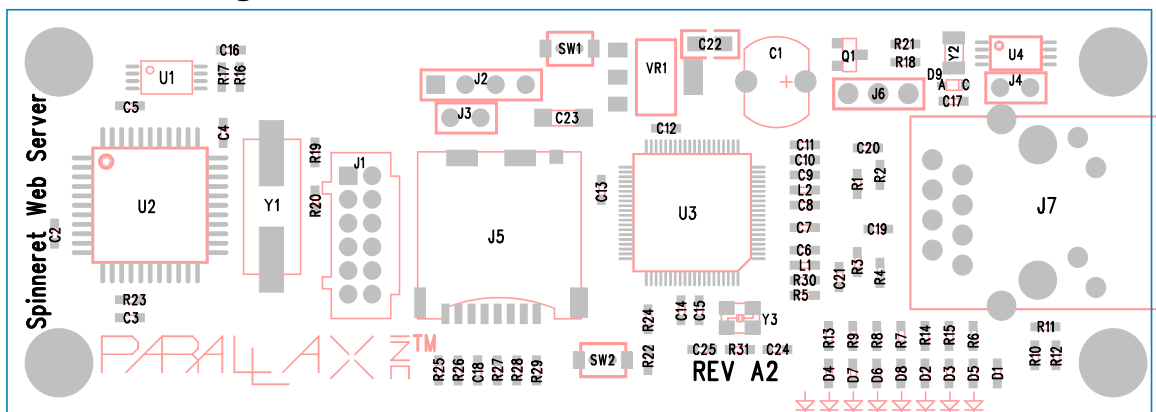 C16
SW1
C22
C1
Q1
R21
Y2
U4
R18
U1
R17
R16
J2
VR1
D9
A
C
J4
J6
C17
C5
J3
C23
C4
C12
Spinneret Web Server
R19
J1
C11
C20
C10
C9
R1
R2
L2
C13
R20
C8
U2
Y1
U3
J7
C2
J5
C7
C19
C6
L1
R3
R4
C21
R30
R5
R23
C3
R24
C14
C15
Y3
PARALLAX INC™
R13
R9
R8
R7
R14
R15
R6
R11
SW2
R22
C25
R31
C24
R10
R12
REV A2
R25
R26
C18
R27
R28
R29
D4
D7
D6
D8
D2
D3
D5
D1